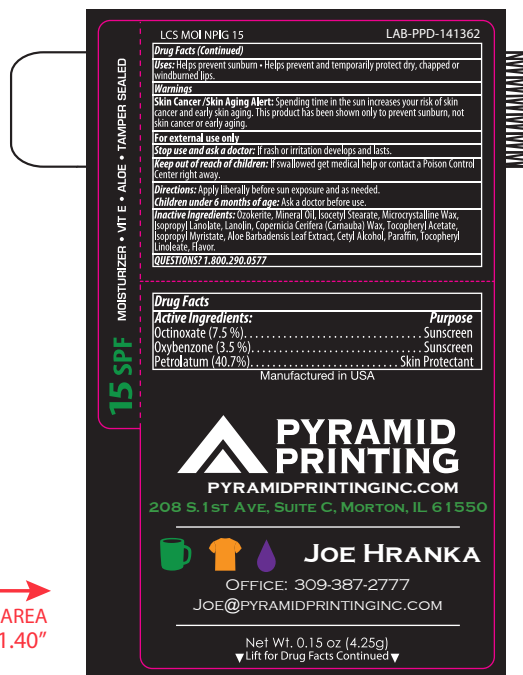 LCS MOI NPIG 15 LAB-PPD-141362
Drug Facts (Continued)
Uses: Helps prevent sunburn • Helps prevent and temporarily protect dry, chapped or
windburned lips.
Warnings
Skin Cancer /Skin Aging Alert: Spending time in the sun increases your risk of skin
cancer and early skin aging. This product has been shown only to prevent sunburn, not
skin cancer or early aging.
For external use only
Stop use and ask a doctor: If rash or irritation develops and lasts.
Keep out of reach of children: If swallowed get medical help or contact a Poison Control
Center right away.
Directions: Apply liberally before sun exposure and as needed.
Children under 6 months of age: Ask a doctor before use.
Inactive Ingredients: Ozokerite, Mineral Oil, Isocetyl Stearate, Microcrystalline Wax,
Isopropyl Lanolate, Lanolin, Copernicia Cerifera (Carnauba) Wax, Tocopheryl Acetate,
Isopropyl Myristate, Aloe Barbadensis Leaf Extract, Cetyl Alcohol, Paraffin, Tocopheryl
Linoleate, Flavor.
QUESTIONS? 1.800.290.0577
15 SPF MOISTURIZER • VIT E • ALOE • TAMPER SEALED
Drug Facts
Active Ingredients: Purpose
Octinoxate (7.5 %)..............................Sunscreen
Oxybenzone (3.5 %).............................Sunscreen
Petrolatum (40.7%)..........................Skin Protectant
Manufactured in USA
PYRAMID
PRINTING
PYRAMIDPRINTINGINC.COM
208 S.1st Ave, Suite C, Morton, IL 61550
Joe Hranka
Office: 309-387-2777
Joe@pyramidprintinginc.com
Net Wt. 0.15 oz (4.25g)
▼Lift for Drug Facts Continued▼
AREA
1.40"